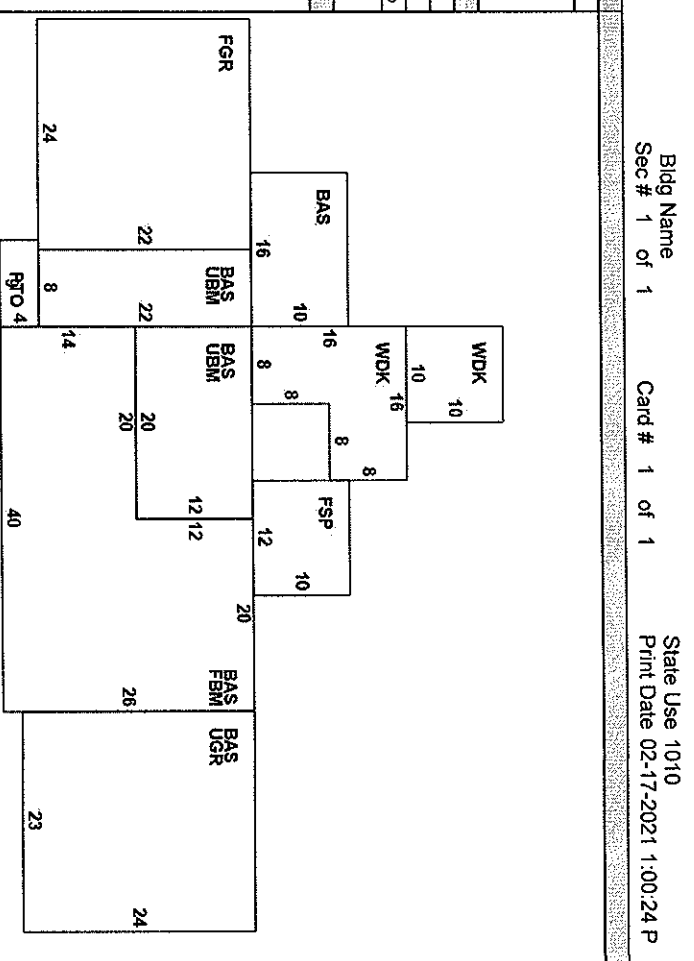 Bldg Name
State Use 1010
Sec # 1 of 1 Card # 1 of 1 Print Date 02-17-2021 1:00:24 P
WDK
10
10
FGR
BAS
WDK
16
16
10
8
8
8
8
FSP
10
16
8
12
20
24
22
BAS
UBM
22
BAS
UBM
12
12
20
20
BAS
FBM
26
BAS
UGR
8
14
PTO 4
40
23
24